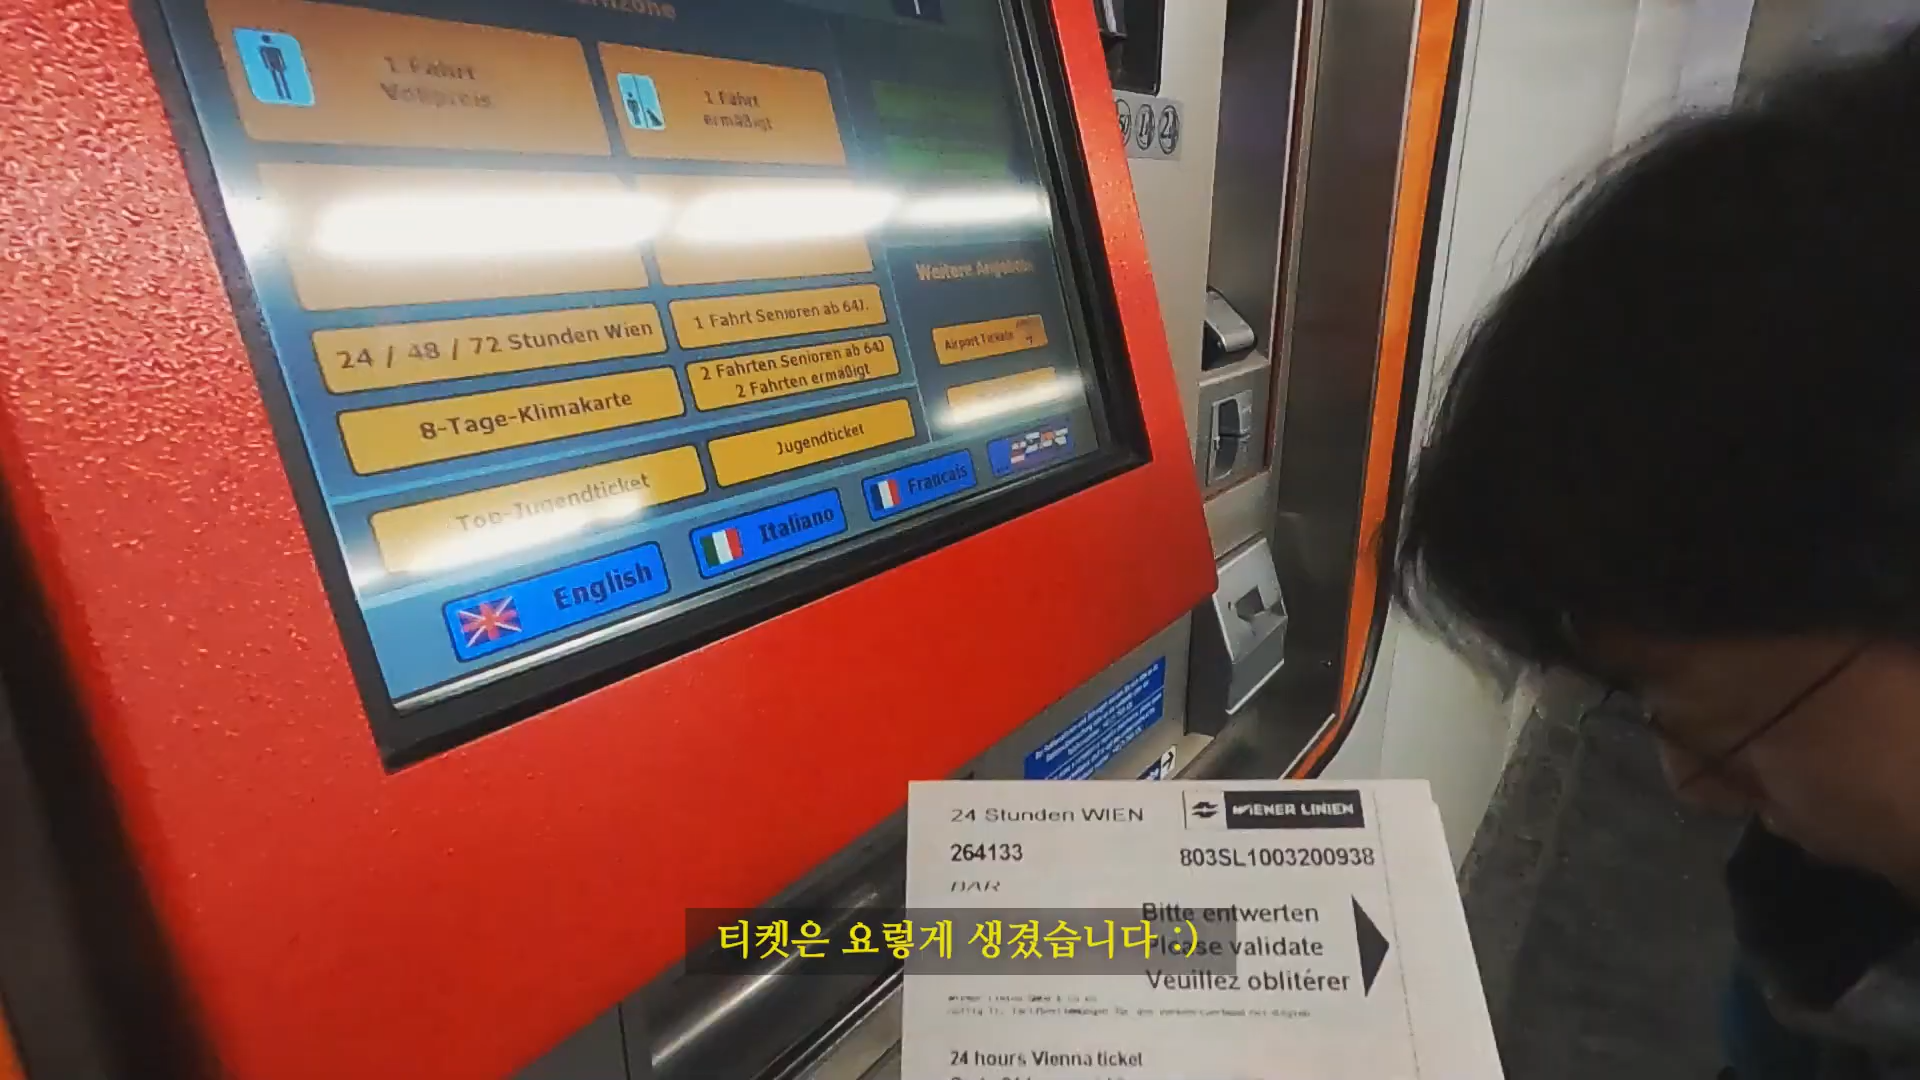 1 Fahrt
Vollpreis
1 Fahrt
ermäßigt
24 / 48 / 72 Stunden Wien
1 Fahrt Senioren ab 64J.
8-Tage-Klimakarte
2 Fahrten Senioren ab 64J
2 Fahrten ermäßigt
Top-Jugendticket
Jugendticket
Weitere Angebote
Airport Tickets
English
Italiano
Francais
24 Stunden WIEN
WIENER LINIEN
264133
803SL1003200938
BAR
Bitte entwerten
Please validate
Veuillez oblitérer
24 hours Vienna ticket
티켓은 요렇게 생겼습니다 :)